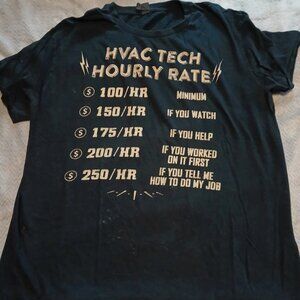 HVAC TECH
HOURLY RATE
$ 100/HR MINIMUM
$ 150/HR IF YOU WATCH
$ 175/HR IF YOU HELP
$ 200/HR IF YOU WORKED
ON IT FIRST
$ 250/HR IF YOU TELL ME
HOW TO DO MY JOB